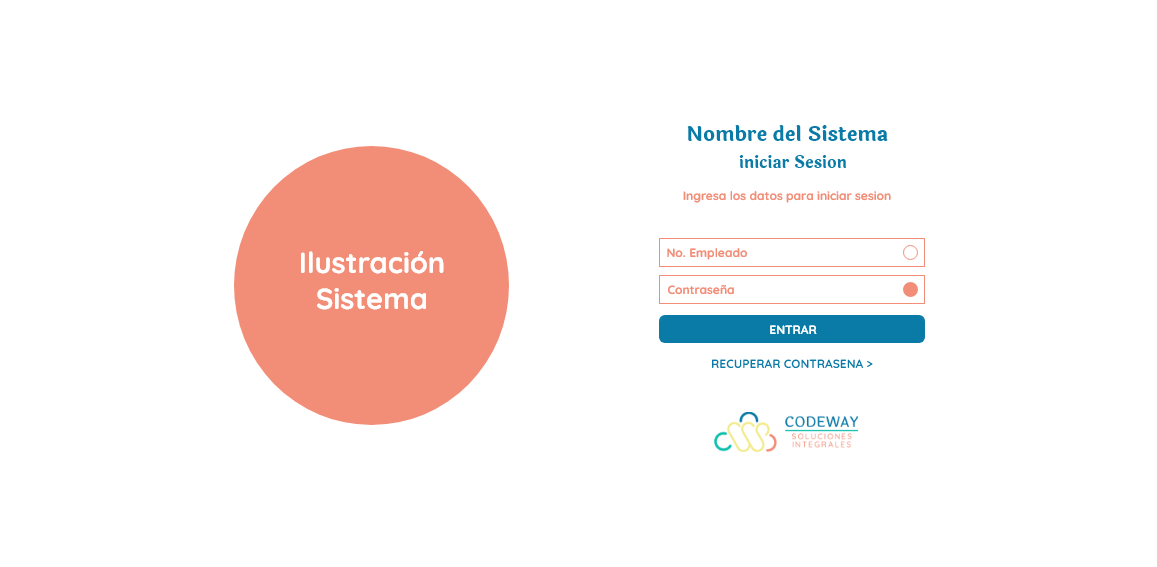 Ilustración
Sistema
Nombre del Sistema
iniciar Sesion
Ingresa los datos para iniciar sesion
No. Empleado
Contraseña
ENTRAR
RECUPERAR CONTRASENA >
CODEWAY
SOLUCIONES
INTEGRALES